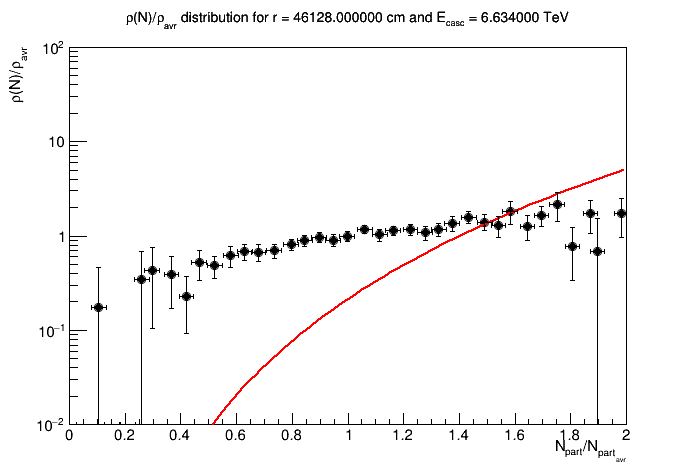 ρ(N)/ρavr distribution for r = 46128.000000 cm and Ecasc = 6.634000 TeV
ρ(N)/ρavr
10²
10
1
10⁻¹
10⁻²
0 0.2 0.4 0.6 0.8 1 1.2 1.4 1.6 1.8 2
Npart/Npartavr